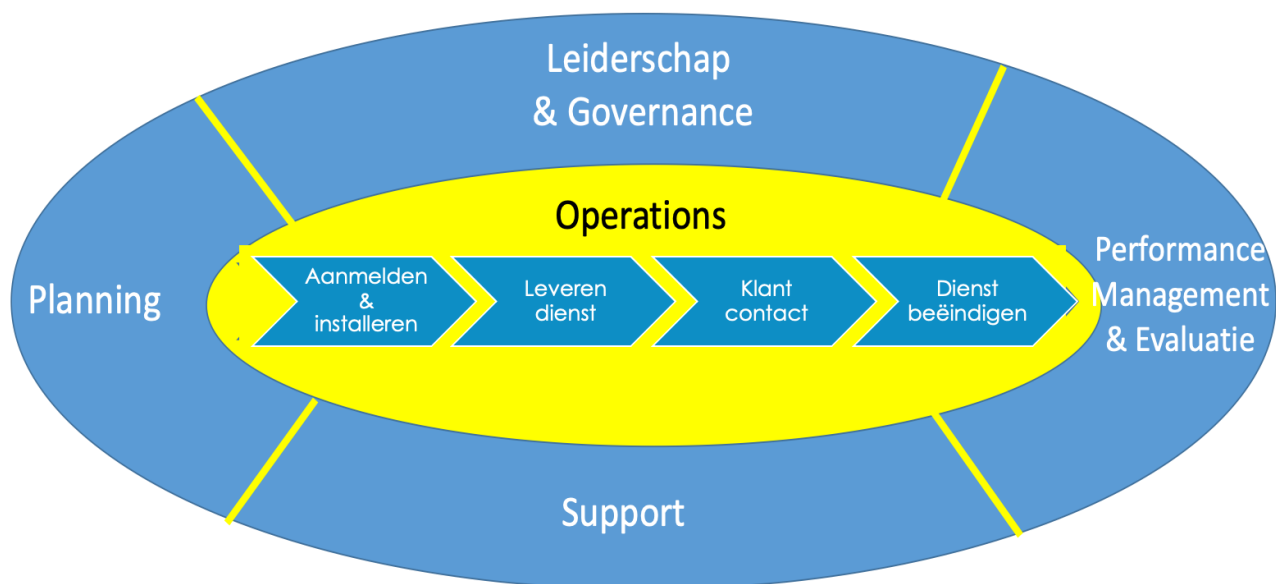 Leiderschap
& Governance
Operations
Planning
Aanmelden
&
installeren
Leveren
dienst
Klant
contact
Dienst
beëindigen
Performance
Management
& Evaluatie
Support